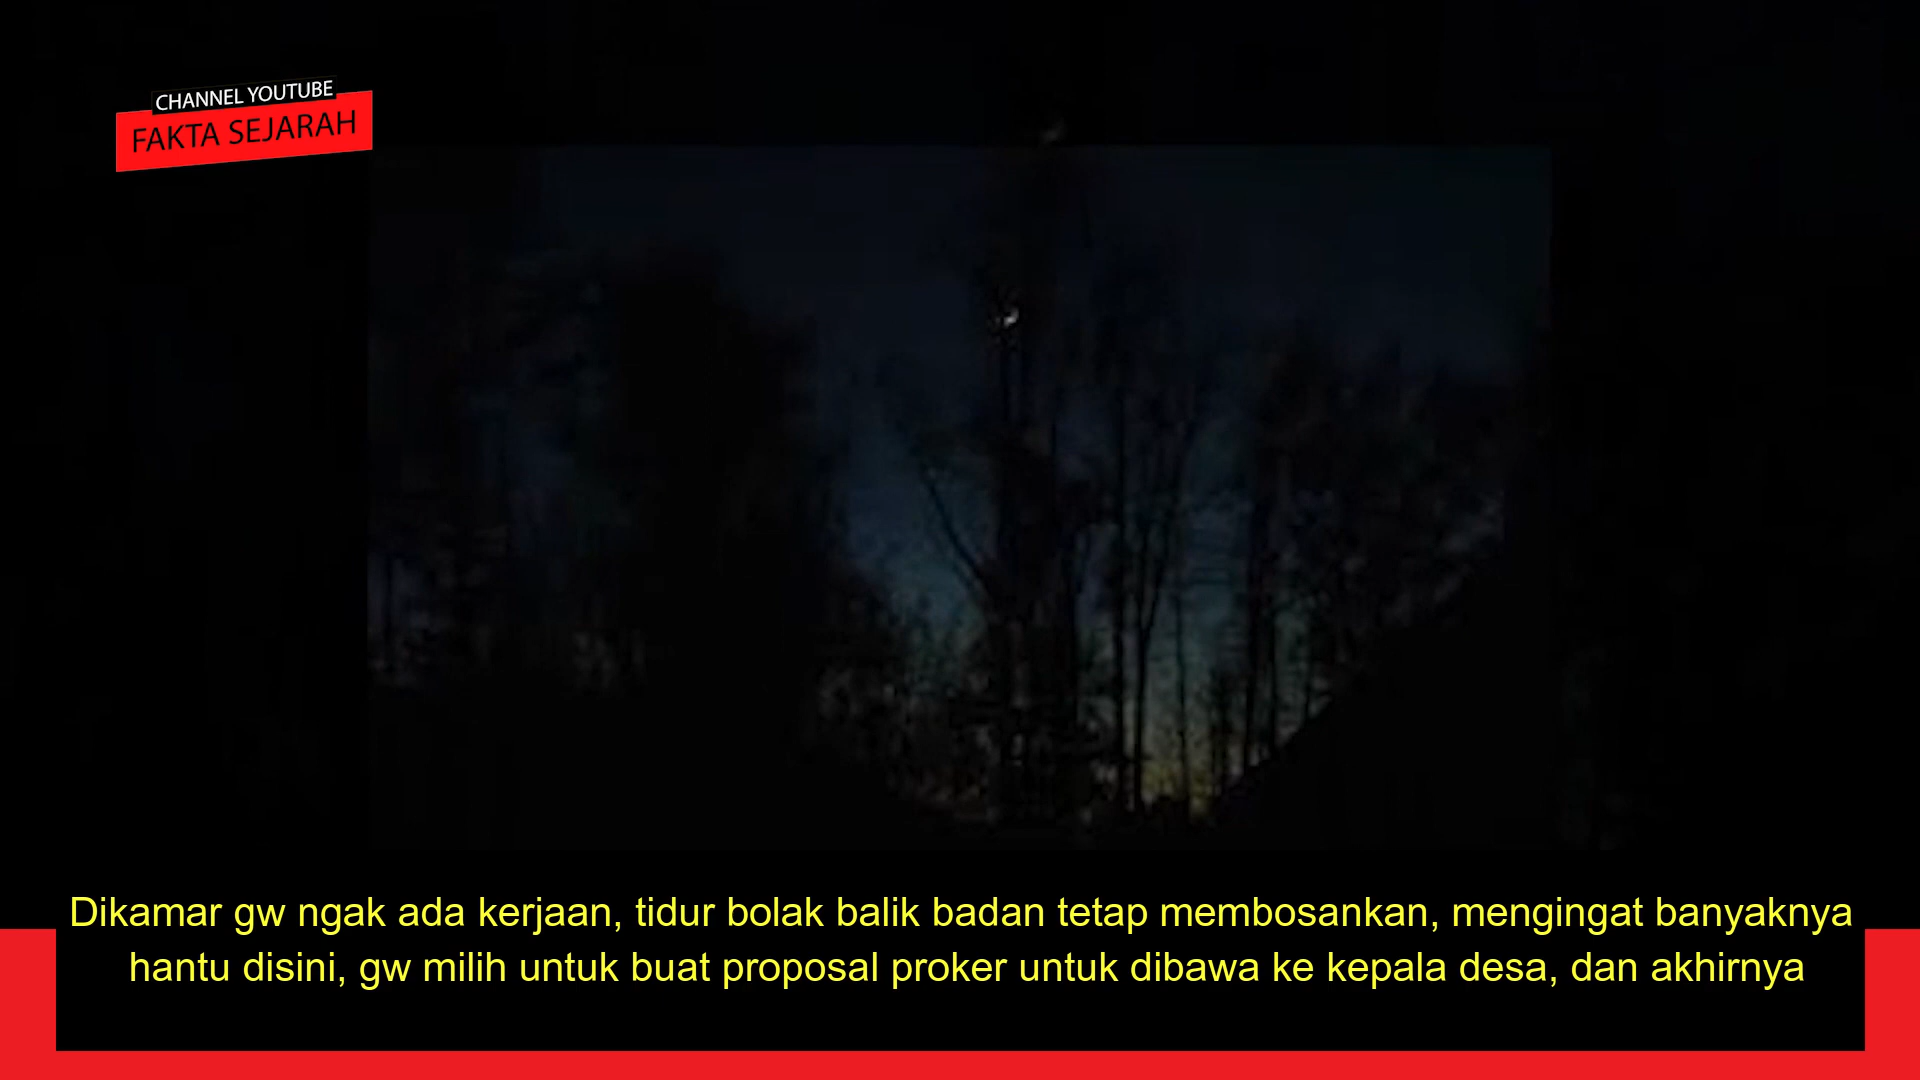 CHANNEL YOUTUBE
FAKTA SEJARAH
Dikamar gw ngak ada kerjaan, tidur bolak balik badan tetap membosankan, mengingat banyaknya
hantu disini, gw milih untuk buat proposal proker untuk dibawa ke kepala desa, dan akhirnya